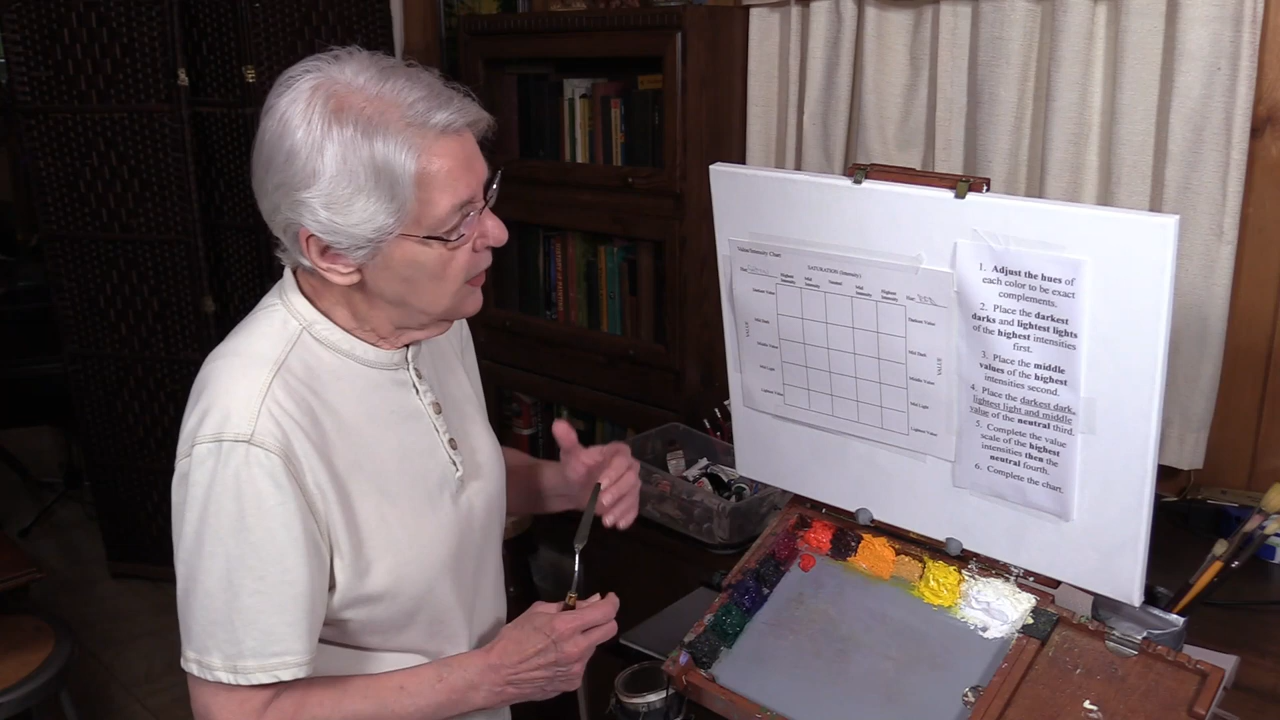 Value/Intensity Chart
SATURATION (Intensity)
Hue:
Highest
Intensity
Mid
Intensity
Neutral
Mid
Intensity
Highest
Intensity
Hue: RED
Darkest Value
Mid Dark
Middle Value
Mid Light
Lightest Value
VALUE
Darkest Value
Mid Dark
Middle Value
Mid Light
Lightest Value
VALUE
1. Adjust the hues of
each color to be exact
complements.
2. Place the darkest
darks and lightest lights
of the highest intensities
first.
3. Place the middle
values of the highest
intensities second.
4. Place the darkest dark,
lightest light and middle
value of the neutral third.
5. Complete the value
scale of the highest
intensities then the
neutral fourth.
6. Complete the chart.